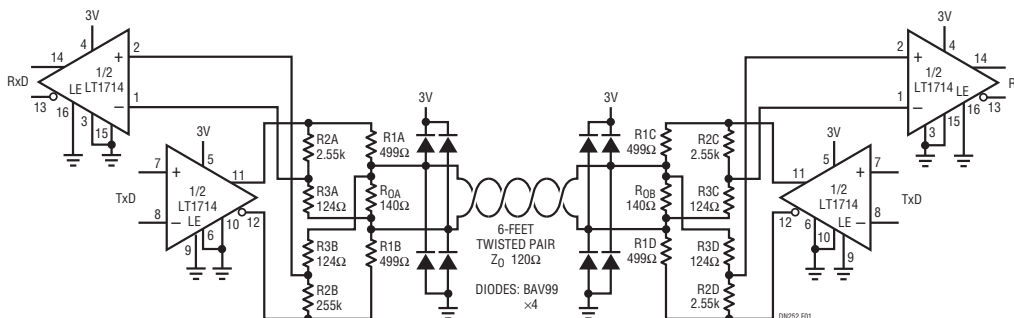 3V
3V
4
2
14
+
1/2
LT1714
RxD
LE
1
13
16
−
3
15
3V
5
7
11
+
1/2
LT1714
TxD
LE
8
−
10
12
6
9
R2A
2.55k
R1A
499Ω
R3A
124Ω
ROA
140Ω
R3B
124Ω
R1B
499Ω
R2B
255k
3V
3V
6-FEET
TWISTED PAIR
Z0 120Ω
DIODES: BAV99
×4
R1C
499Ω
R2C
2.55k
ROB
140Ω
R3C
124Ω
R1D
499Ω
R3D
124Ω
R2D
2.55k
2
4
+
14
1/2
LT1714
R
LE
1
−
16
13
3
15
3V
5
11
7
+
1/2
LT1714
TxD
LE
12
−
8
6
10
9
DN252 F01